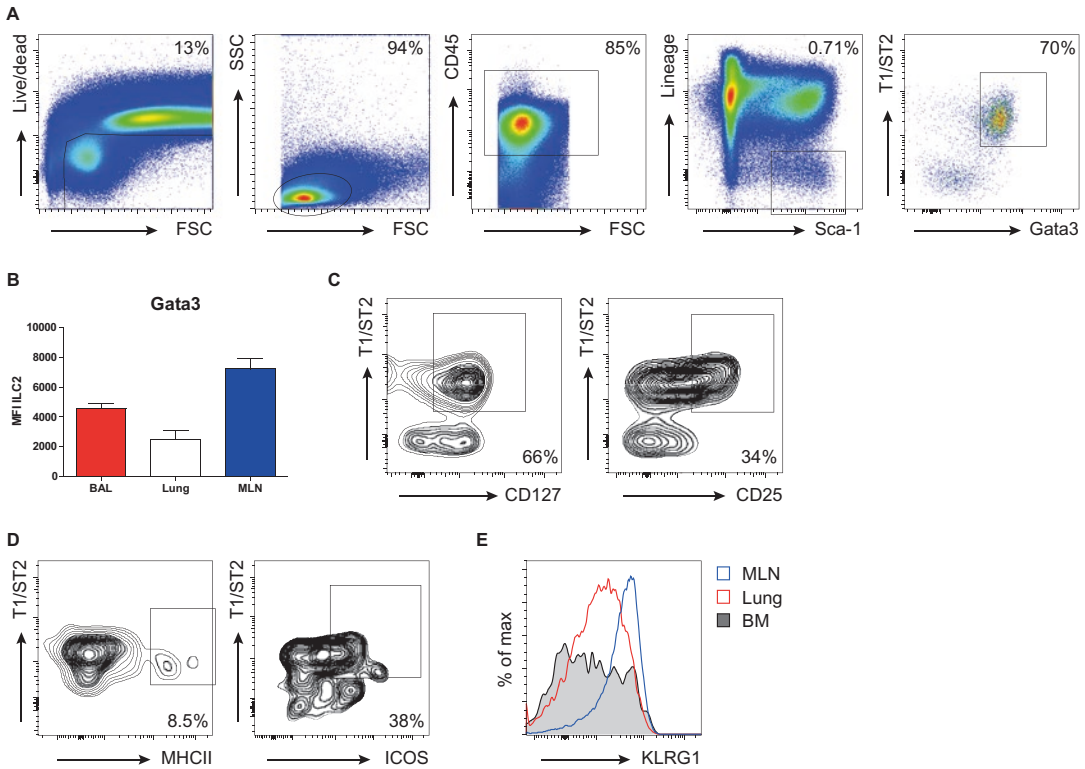 A
13%
94%
85%
0.71%
70%
Live/dead
SSC
CD45
Lineage
T1/ST2
FSC
FSC
FSC
Sca-1
Gata3
B
Gata3
10000
8000
6000
4000
2000
0
MFI ILC2
BAL
Lung
MLN
C
T1/ST2
66%
CD127
T1/ST2
34%
CD25
D
T1/ST2
8.5%
MHCII
T1/ST2
38%
ICOS
E
% of max
KLRG1
MLN
Lung
BM